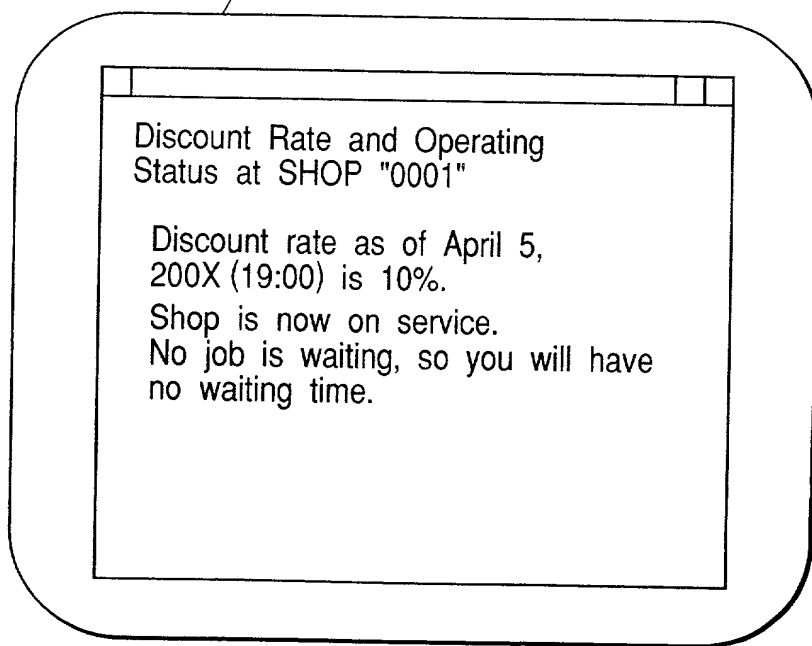 Discount Rate and Operating
Status at SHOP "0001"
Discount rate as of April 5,
200X (19:00) is 10%.
Shop is now on service.
No job is waiting, so you will have
no waiting time.